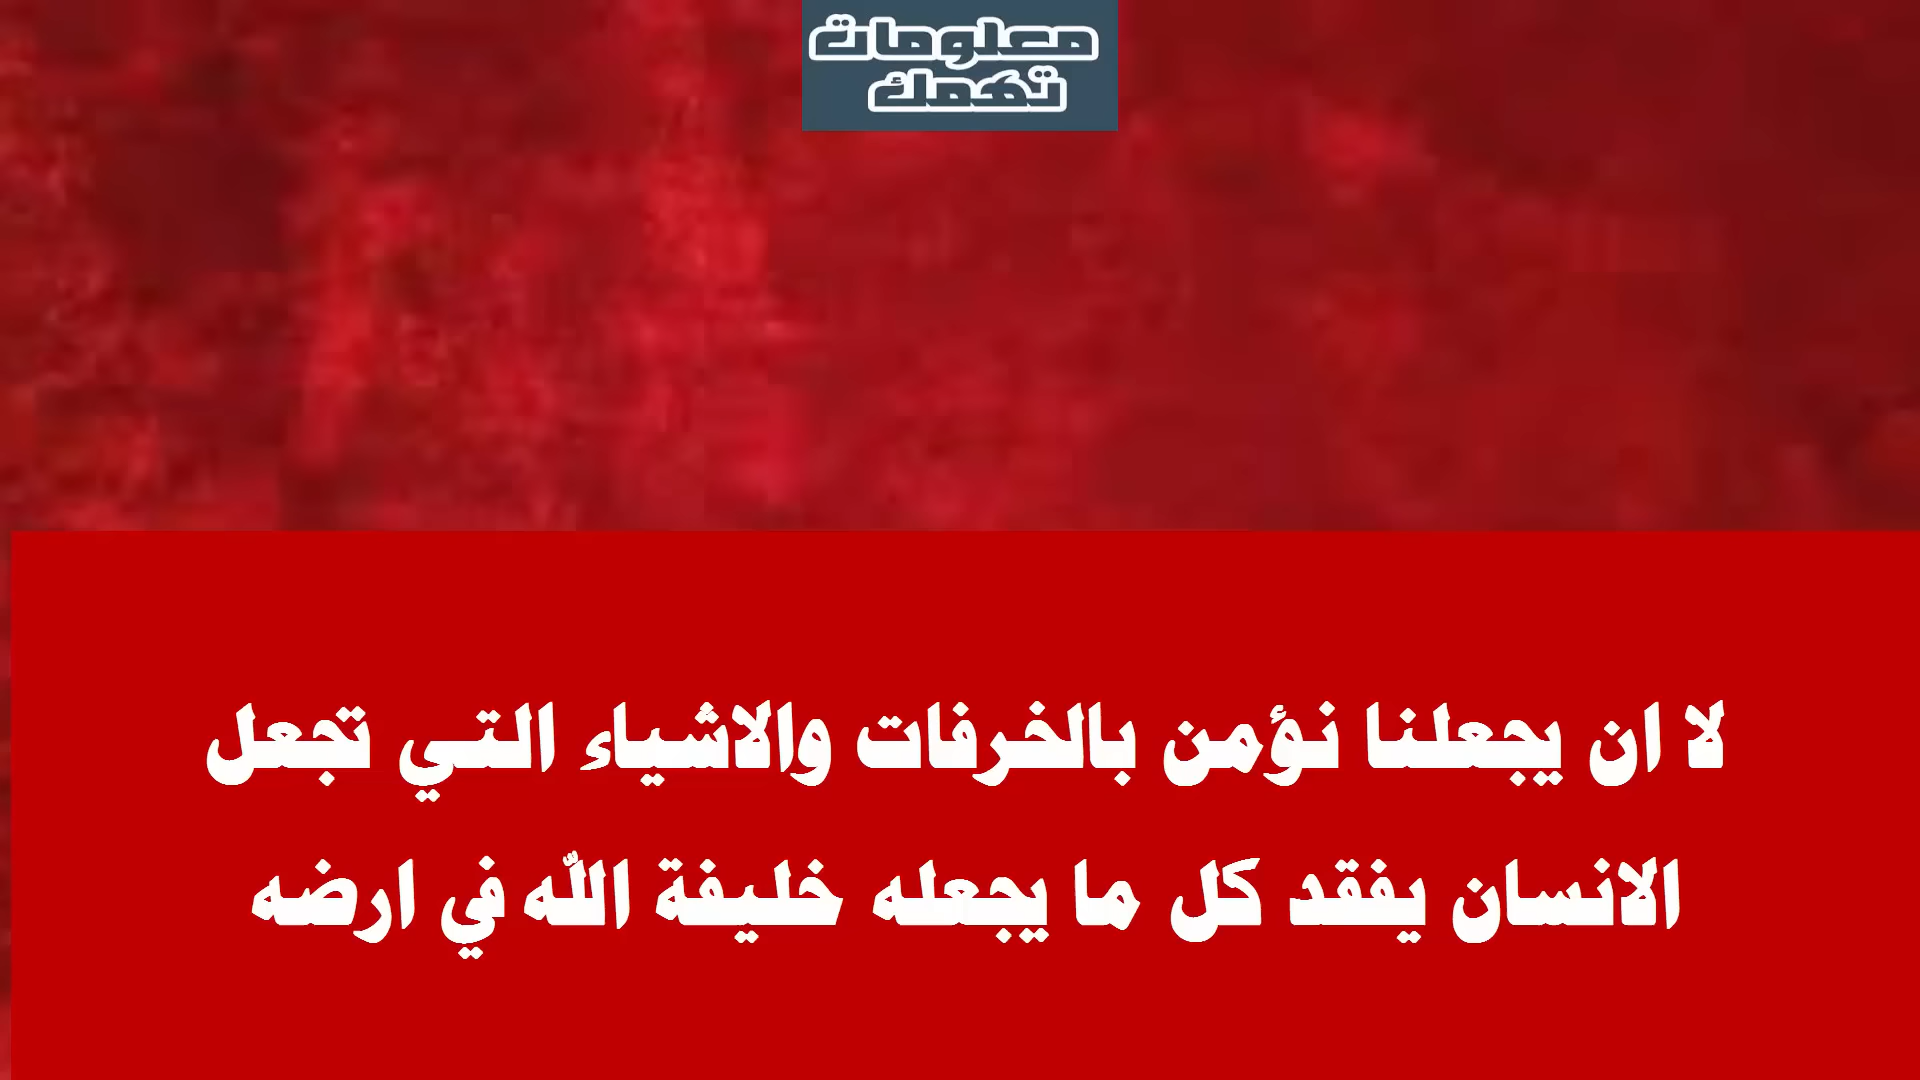 معلومات
تهمك
لا ان يجعلنا نؤمن بالخرفات والاشياء التي تجعل
الانسان يفقد كل ما يجعله خليفة الله في ارضه